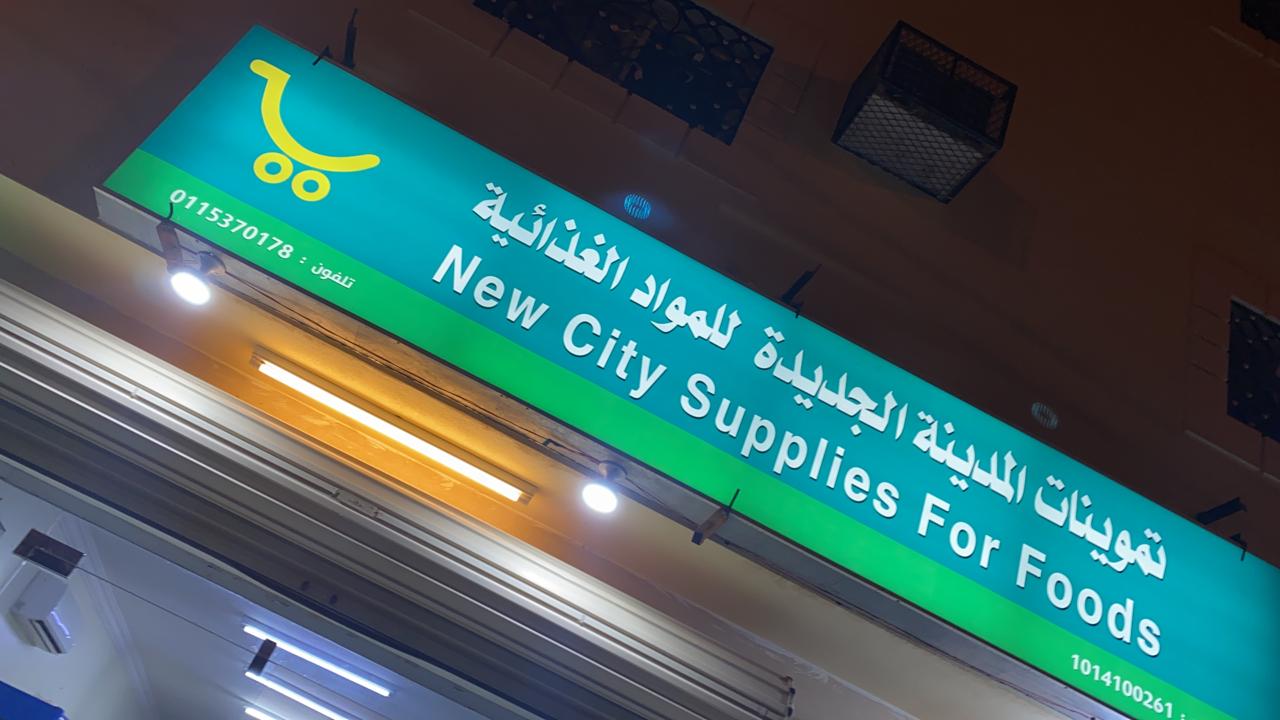 تموينات المدينة الجديدة للمواد الغذائية
New City Supplies For Foods
تلفون : 0115370178
1014100261 :